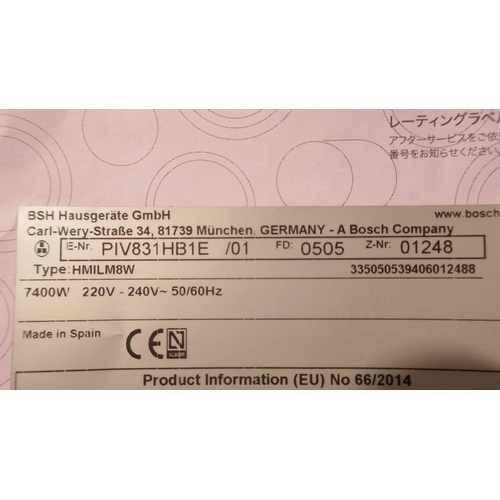 レーティングラベル
アフターサービスをご依
番号をお知らせください
BSH Hausgeräte GmbH www.bosch
Carl-Wery-Straße 34, 81739 München, GERMANY - A Bosch Company
E-Nr. PIV831HB1E /01 FD: 0505 Z-Nr. 01248
Type: HMILM8W 335050539406012488
7400W 220V - 240V~ 50/60Hz
Made in Spain CE N
Product Information (EU) No 66/2014